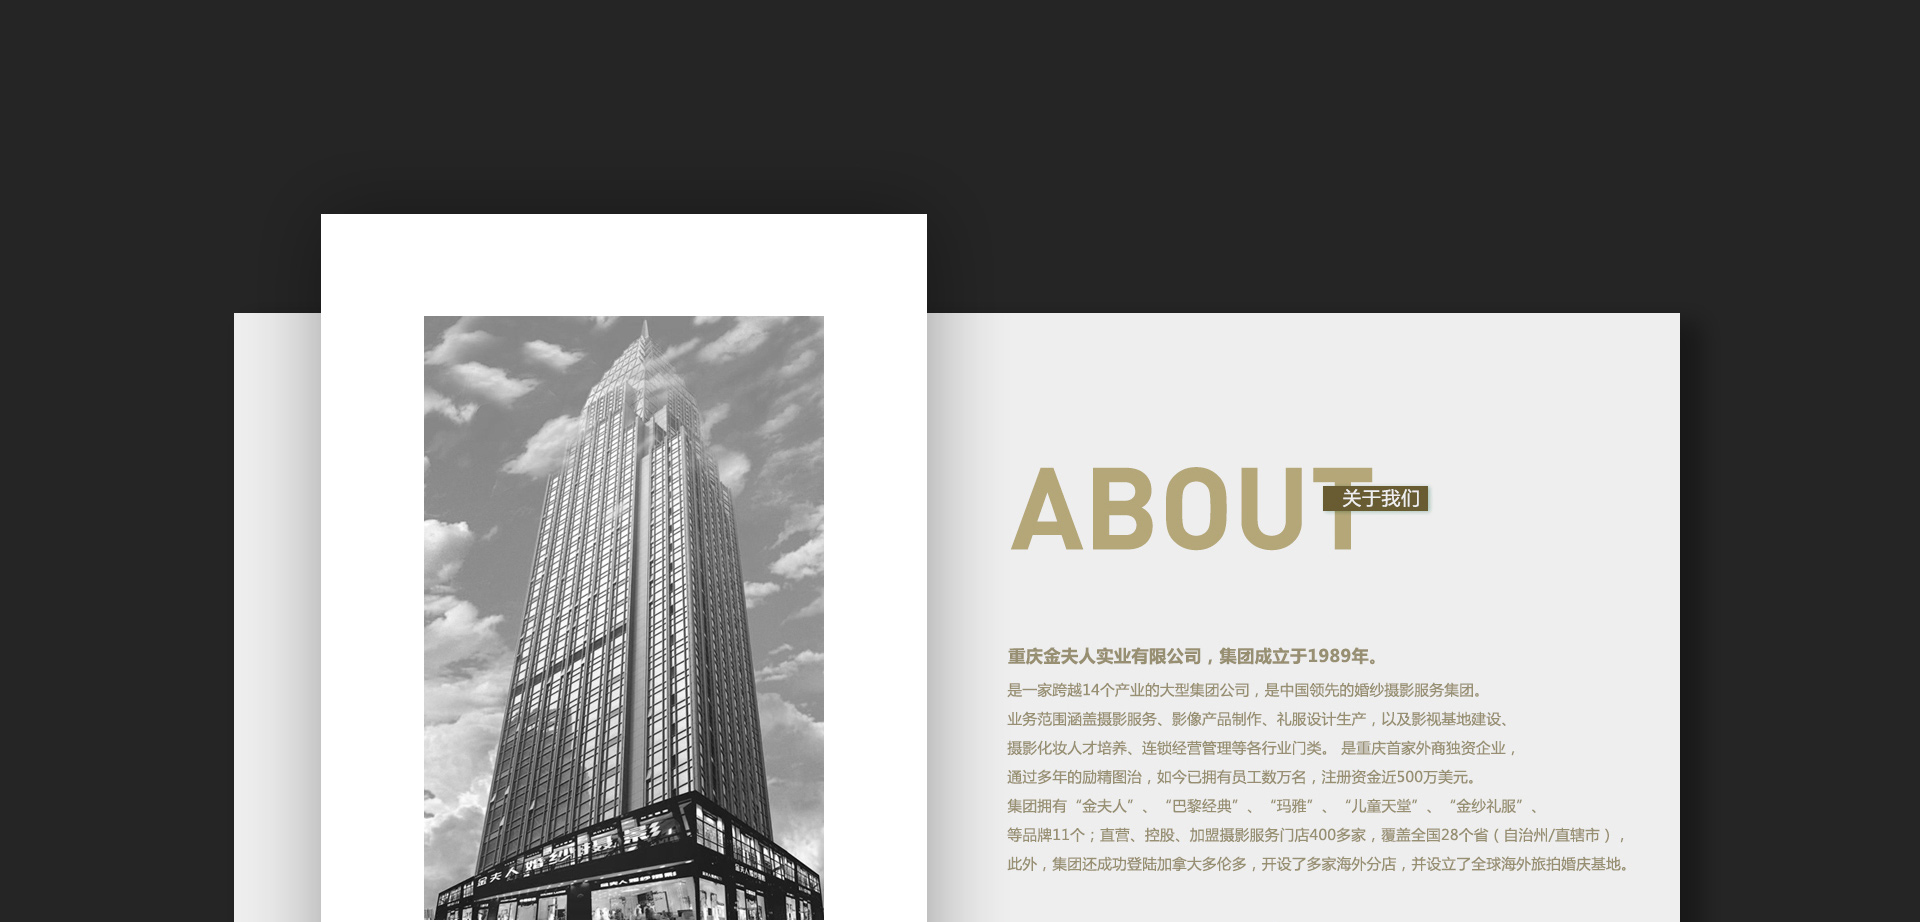 ABOUT
关于我们
重庆金夫人实业有限公司，集团成立于1989年。
是一家跨越14个产业的大型集团公司，是中国领先的婚纱摄影服务集团。
业务范围涵盖摄影服务、影像产品制作、礼服设计生产，以及影视基地建设、
摄影化妆人才培养、连锁经营管理等各行业门类。 是重庆首家外商独资企业，
通过多年的励精图治，如今已拥有员工数万名，注册资金近500万美元。
集团拥有“金夫人”、“巴黎经典”、“玛雅”、“儿童天堂”、“金纱礼服”、
等品牌11个；直营、控股、加盟摄影服务门店400多家，覆盖全国28个省（自治州/直辖市），
此外，集团还成功登陆加拿大多伦多，开设了多家海外分店，并设立了全球海外旅拍婚庆基地。
金夫人婚纱摄影